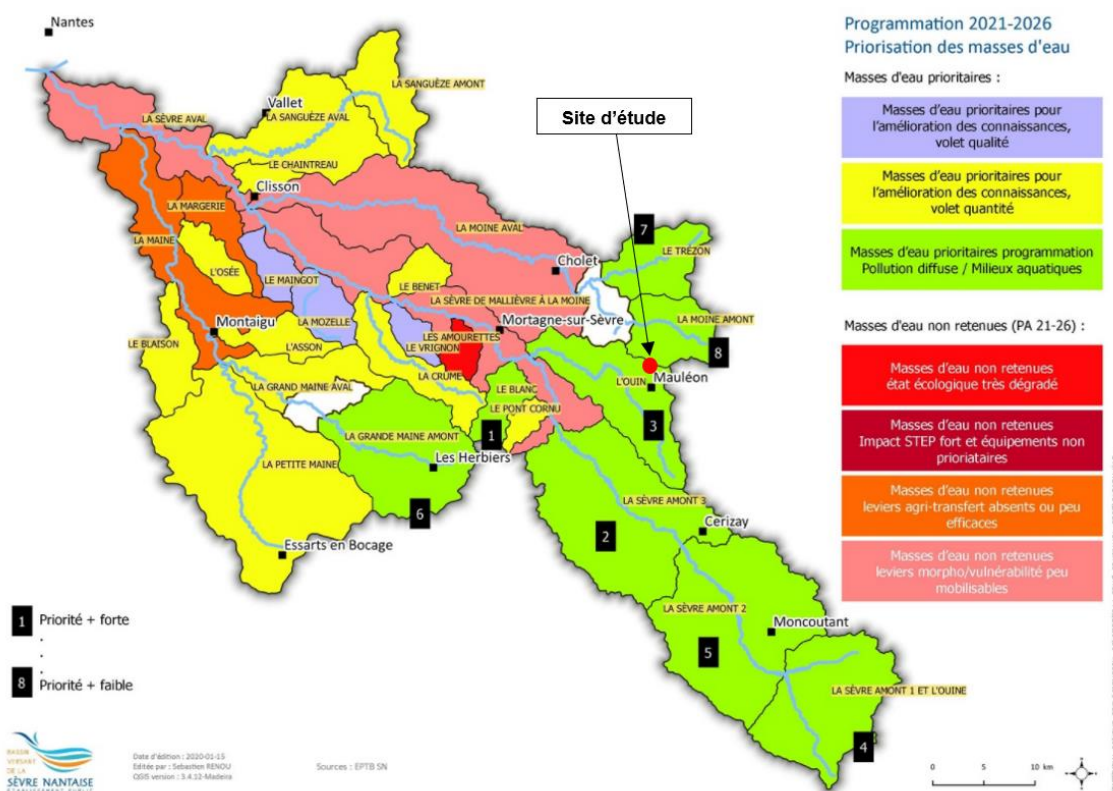 Nantes
Programmation 2021-2026
Priorisation des masses d'eau
Masses d'eau prioritaires :
Masses d'eau prioritaires pour
l'amélioration des connaissances,
volet qualité
Masses d'eau prioritaires pour
l'amélioration des connaissances,
volet quantité
Masses d'eau prioritaires programmation
Pollution diffuse / Milieux aquatiques
Masses d'eau non retenues (PA 21-26) :
Masses d'eau non retenues
état écologique très dégradé
Masses d'eau non retenues
Impact STEP fort et équipements non
prioriataires
Masses d'eau non retenues
leviers agri-transfert absents ou peu
efficaces
Masses d'eau non retenues
leviers morpho/vulnérabilité peu
mobilisables
Site d'étude
LA SANGUÈZE AMONT
Vallet
LA SANGUÈZE AVAL
LA SÈVRE AVAL
LE CHAINTREAU
Clisson
LA MARGERIE
LA MOINE AVAL
7
LE TRÉZON
LA MAINE
L'OSÉE
LE MAINGOT
Cholet
LE BENET
LA SÈVRE DE MALLIÈVRE À LA MOINE
LA MOZELLE
Mortagne-sur-Sèvre
LA MOINE AMONT
Montaigu
LES AMOURETTES
LE VRIGNON
LE BLAISON
L'ASSON
8
LA CRUME
LE BLANC
L'OUIN
Mauléon
LA GRAND MAINE AVAL
LE PONT CORNU
3
1
LA GRANDE MAINE AMONT
Les Herbiers
LA PETITE MAINE
6
LA SÈVRE AMONT 3
Cerizay
2
Essarts en Bocage
LA SÈVRE AMONT 2
Moncoutant
5
LA SÈVRE AMONT 1 ET L'OUINE
4
1 Priorité + forte
.
.
.
8 Priorité + faible
BASSIN
VERSANT
DE LA
SÈVRE NANTAISE
ÉTABLISSEMENT PUBLIC
Date d'édition : 2020-01-15
Editée par : Sebastien RENOU
QGIS version : 3.4.12-Madeira
Sources : EPTB SN
0 5 10 km